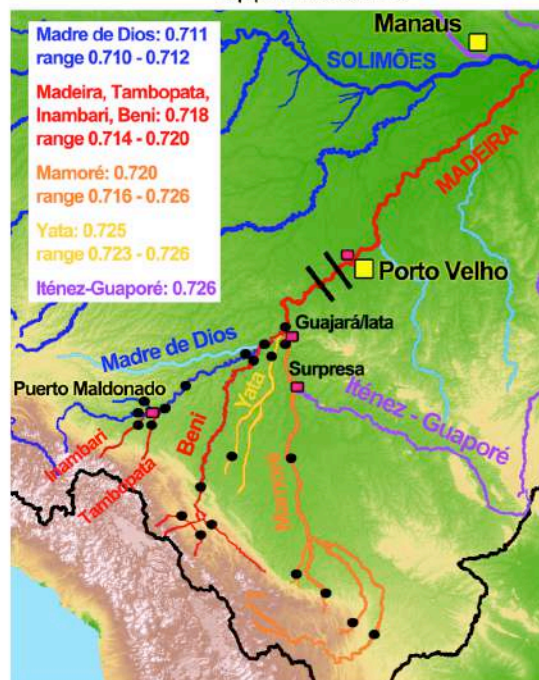 Madre de Dios: 0.711
range 0.710 - 0.712
Madeira, Tambopata,
Inambari, Beni: 0.718
range 0.714 - 0.720
Mamoré: 0.720
range 0.716 - 0.726
Yata: 0.725
range 0.723 - 0.726
Iténez-Guaporé: 0.726
Manaus
SOLIMÕES
MADEIRA
Porto Velho
Guajará/Iata
Madre de Dios
Surpresa
Puerto Maldonado
Yata
Iténez - Guaporé
Beni
Inambari
Tambopata
Mamoré